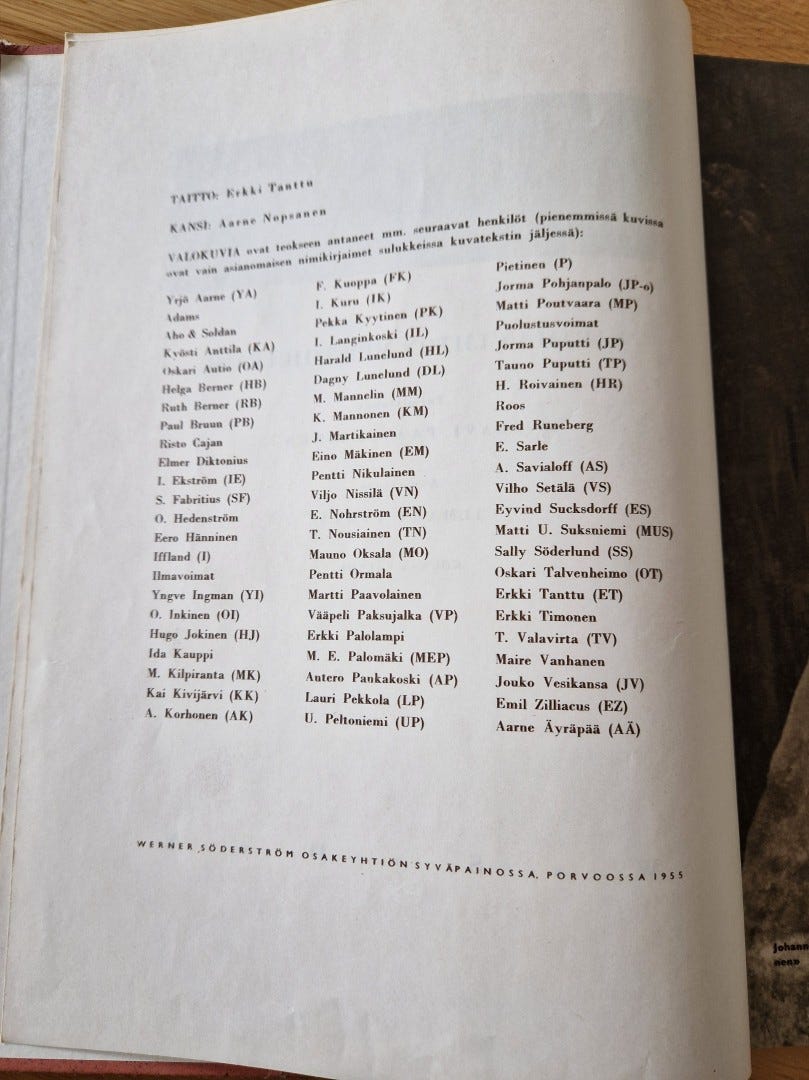 TAITTO: Erkki Tanttu
KANSI: Aarne Nopsanen
VALOKUVIA ovat teokseen antaneet mm. seuraavat henkilöt (pienemmissä kuvissa
ovat vain asianomaisen nimikirjaimet sulukkeissa kuvatekstin jäljessä):
Yrjö Aarne (YA)
Adams
Aho & Soldan
Kyösti Anttila (KA)
Oskari Autio (OA)
Helga Berner (HB)
Ruth Berner (RB)
Paul Bruun (PB)
Risto Cajan
Elmer Diktonius
I. Ekström (IE)
S. Fabritius (SF)
O. Hedenström
Eero Hänninen
Iffland (I)
Ilmavoimat
Yngve Ingman (YI)
O. Inkinen (OI)
Hugo Jokinen (HJ)
Ida Kauppi
M. Kilpiranta (MK)
Kai Kivijärvi (KK)
A. Korhonen (AK)
F. Kuoppa (FK)
I. Kuru (IK)
Pekka Kyytinen (PK)
I. Langinkoski (IL)
Harald Lunelund (HL)
Dagny Lunelund (DL)
M. Mannelin (MM)
K. Mannonen (KM)
J. Martikainen
Eino Mäkinen (EM)
Pentti Nikulainen
Viljo Nissilä (VN)
E. Nohrström (EN)
T. Nousiainen (TN)
Mauno Oksala (MO)
Pentti Ormala
Martti Paavolainen
Vääpeli Paksujalka (VP)
Erkki Palolampi
M. E. Palomäki (MEP)
Antero Pankakoski (AP)
Lauri Pekkola (LP)
U. Peltoniemi (UP)
Pietinen (P)
Jorma Pohjanpalo (JP-o)
Matti Poutvaara (MP)
Puolustusvoimat
Jorma Puputti (JP)
Tauno Puputti (TP)
H. Roivainen (HR)
Roos
Fred Runeberg
E. Sarle
A. Savialoff (AS)
Vilho Setälä (VS)
Eyvind Sucksdorff (ES)
Matti U. Suksniemi (MUS)
Sally Söderlund (SS)
Oskari Talvenheimo (OT)
Erkki Tanttu (ET)
Erkki Timonen
T. Valavirta (TV)
Maire Vanhanen
Jouko Vesikansa (JV)
Emil Zilliacus (EZ)
Aarne Äyräpää (AÄ)
WERNER SÖDERSTRÖM OSAKEYHTIÖN SYVÄPAINOSSA, PORVOOSSA 1955
Johann
nen»